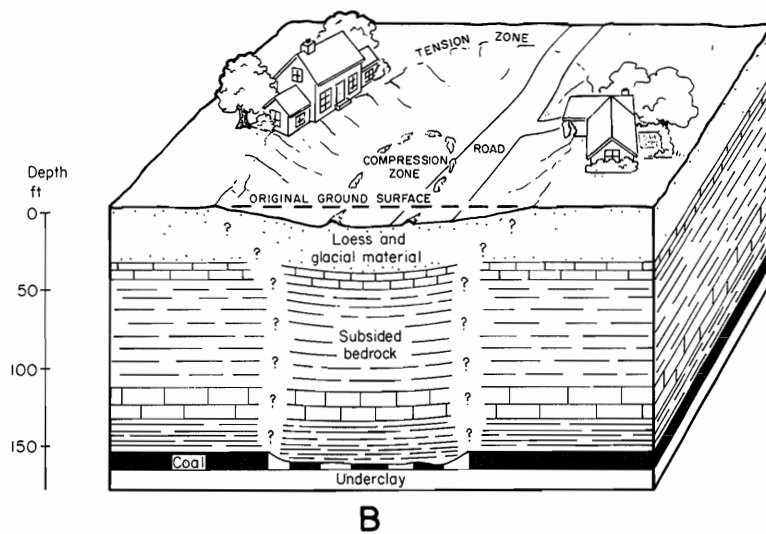 TENSION ZONE
COMPRESSION
ZONE
ROAD
Depth
ft
ORIGINAL GROUND SURFACE
0
? ? ? ?
Loess and
glacial material
? ?
50
? ?
? ?
Subsided
bedrock
? ?
100
? ?
? ?
150
Coal
Underclay
B